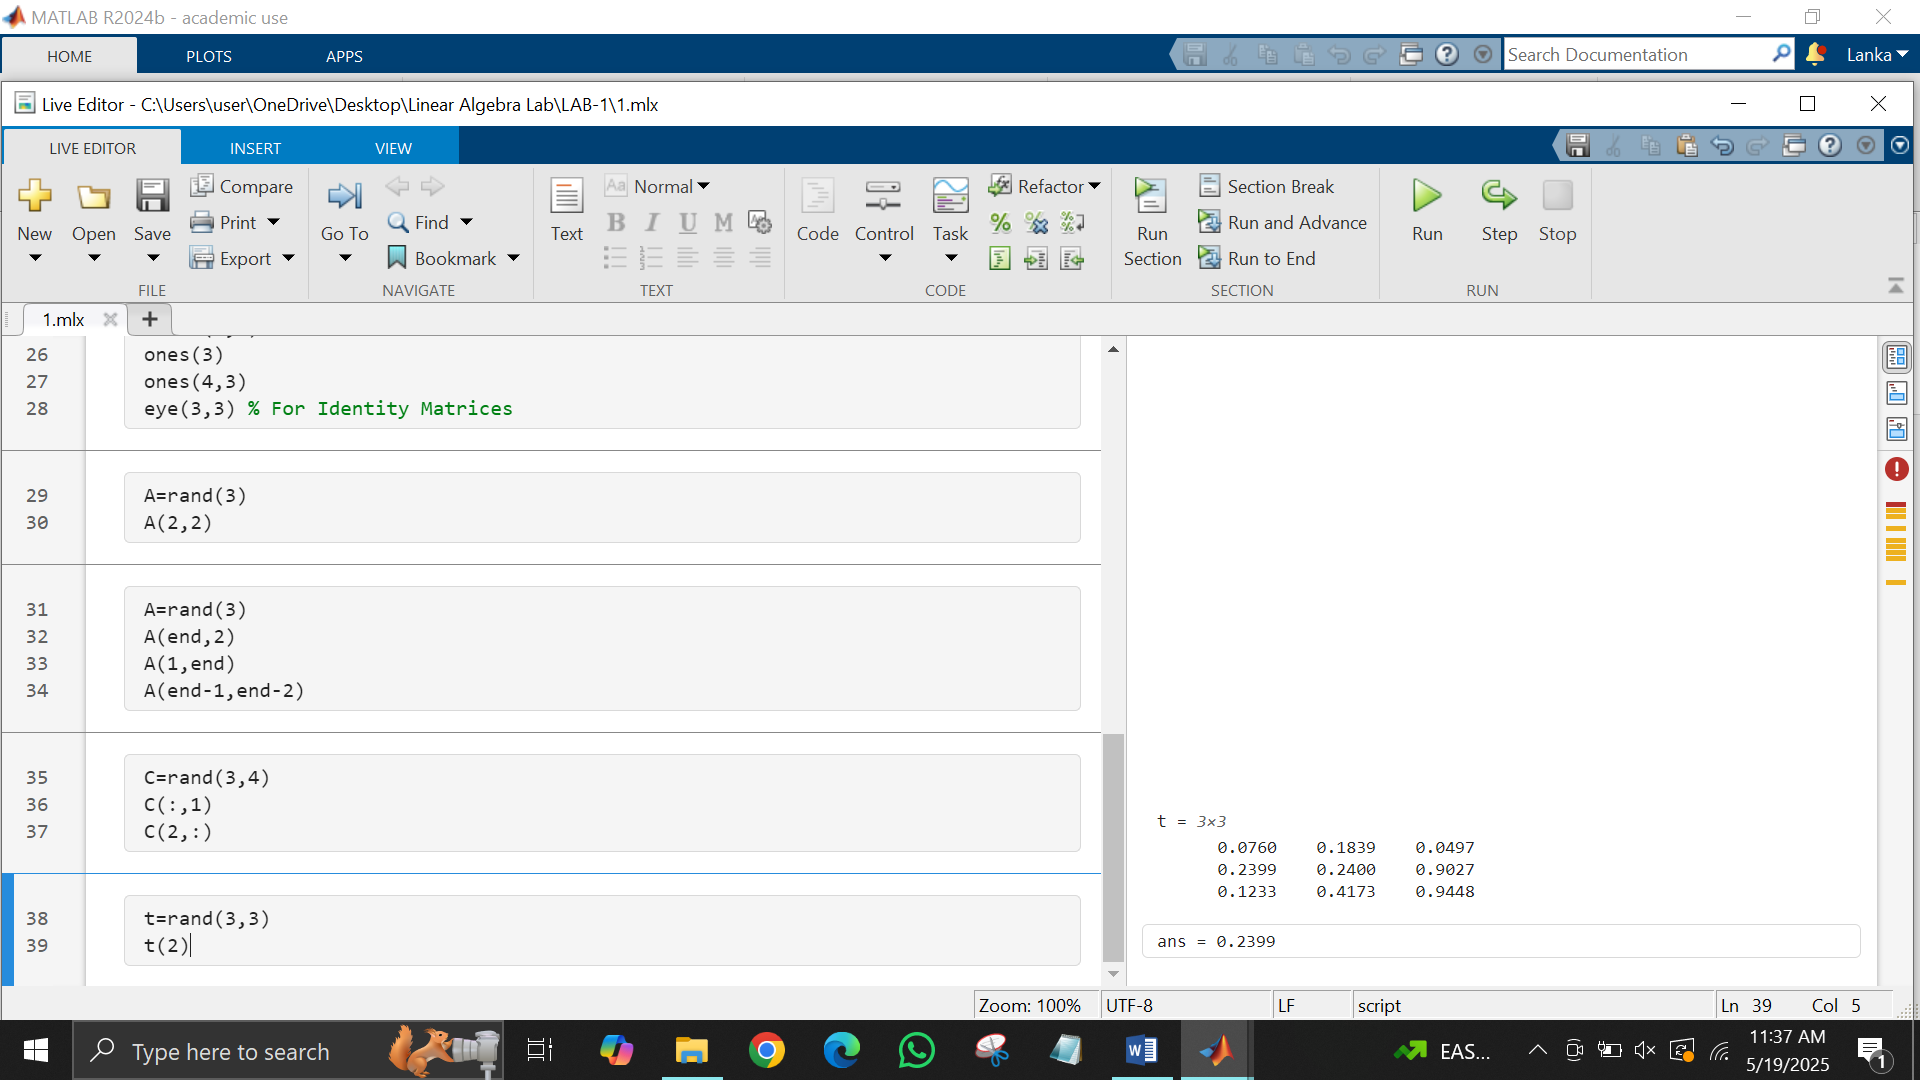 MATLAB R2024b - academic use
HOME PLOTS APPS Search Documentation Lanka
Live Editor - C:\Users\user\OneDrive\Desktop\Linear Algebra Lab\LAB-1\1.mlx
LIVE EDITOR INSERT VIEW
New Open Save Compare Print Export
FILE
Go To Find Bookmark
NAVIGATE
Text Aa Normal
B I U M
TEXT
Code Control Task Refactor
CODE
Run Section Section Break Run and Advance Run to End
SECTION
Run Step Stop
RUN
1.mlx
26 ones(3)
27 ones(4,3)
28 eye(3,3) % For Identity Matrices
29 A=rand(3)
30 A(2,2)
31 A=rand(3)
32 A(end,2)
33 A(1,end)
34 A(end-1,end-2)
35 C=rand(3,4)
36 C(:,1)
37 C(2,:)
38 t=rand(3,3)
39 t(2)
t = 3×3
0.0760 0.1839 0.0497
0.2399 0.2400 0.9027
0.1233 0.4173 0.9448
ans = 0.2399
Zoom: 100% UTF-8 LF script Ln 39 Col 5
Type here to search
EAS...
11:37 AM
5/19/2025
1